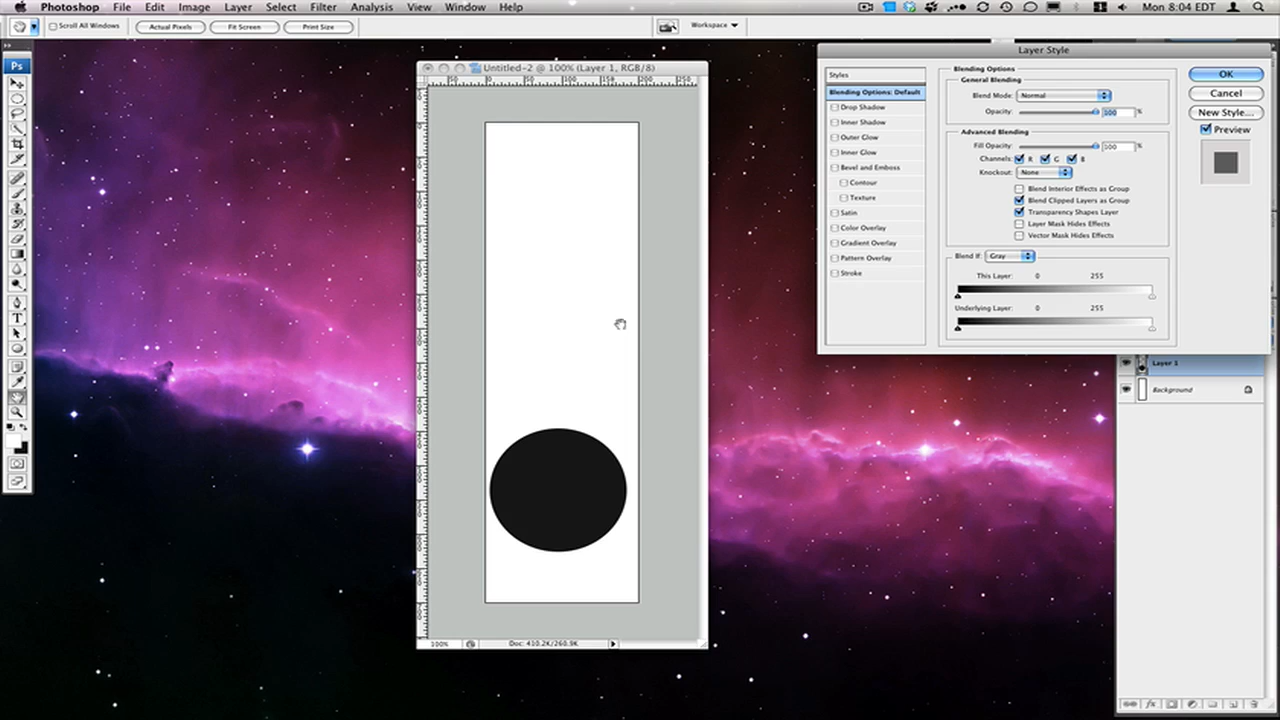 Photoshop File Edit Image Layer Select Filter Analysis View Window Help Mon 8:04 EDT
Scroll All Windows Actual Pixels Fit Screen Print Size Workspace
Ps
Untitled-2 @ 100% (Layer 1, RGB/8)
100% Doc: 410.2K/260.9K
Layer Style
Styles
Blending Options: Default
Drop Shadow
Inner Shadow
Outer Glow
Inner Glow
Bevel and Emboss
Contour
Texture
Satin
Color Overlay
Gradient Overlay
Pattern Overlay
Stroke
Blending Options
General Blending
Blend Mode: Normal
Opacity: 100 %
Advanced Blending
Fill Opacity: 100 %
Channels: R G B
Knockout: None
Blend Interior Effects as Group
Blend Clipped Layers as Group
Transparency Shapes Layer
Layer Mask Hides Effects
Vector Mask Hides Effects
Blend If: Gray
This Layer: 0 255
Underlying Layer: 0 255
OK
Cancel
New Style...
Preview
Layer 1
Background